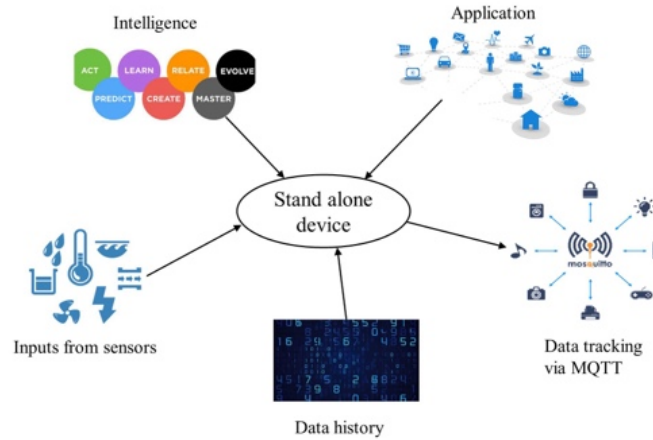 Intelligence
Application
ACT
LEARN
RELATE
EVOLVE
PREDICT
CREATE
MASTER
Stand alone
device
mosquitto
Inputs from sensors
Data tracking
via MQTT
Data history